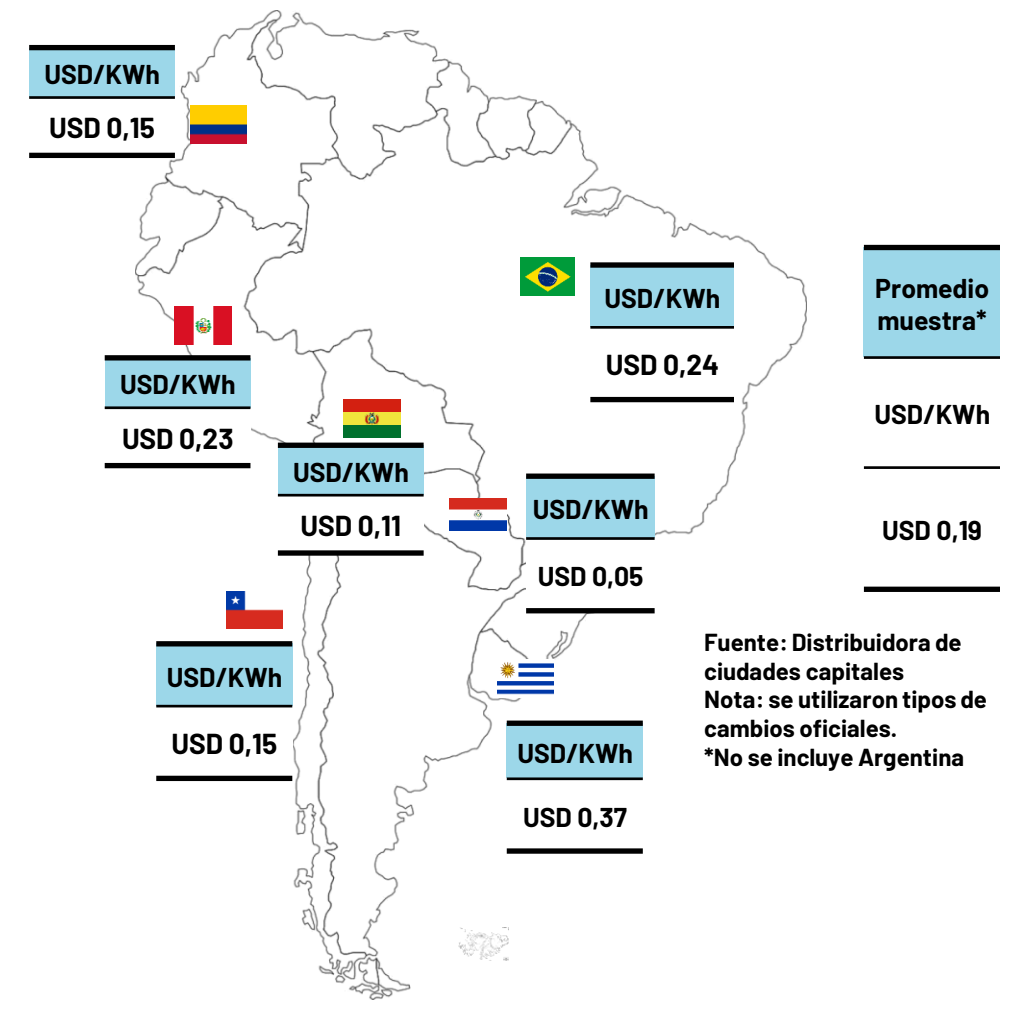 USD/KWh
USD 0,15
USD/KWh
USD 0,24
Promedio
muestra*
USD/KWh
USD 0,19
USD/KWh
USD 0,23
USD/KWh
USD 0,11
USD/KWh
USD 0,05
USD/KWh
USD 0,15
USD/KWh
USD 0,37
Fuente: Distribuidora de
ciudades capitales
Nota: se utilizaron tipos de
cambios oficiales.
*No se incluye Argentina